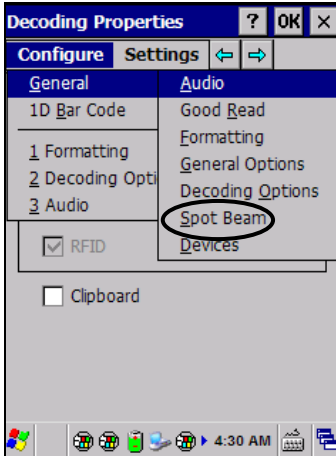 Decoding Properties ? OK ×
Configure Settings
General Audio
1D Bar Code Good Read
Formatting
1 Formatting General Options
2 Decoding Opti Decoding Options
3 Audio Spot Beam
RFID Devices
Clipboard
4:30 AM